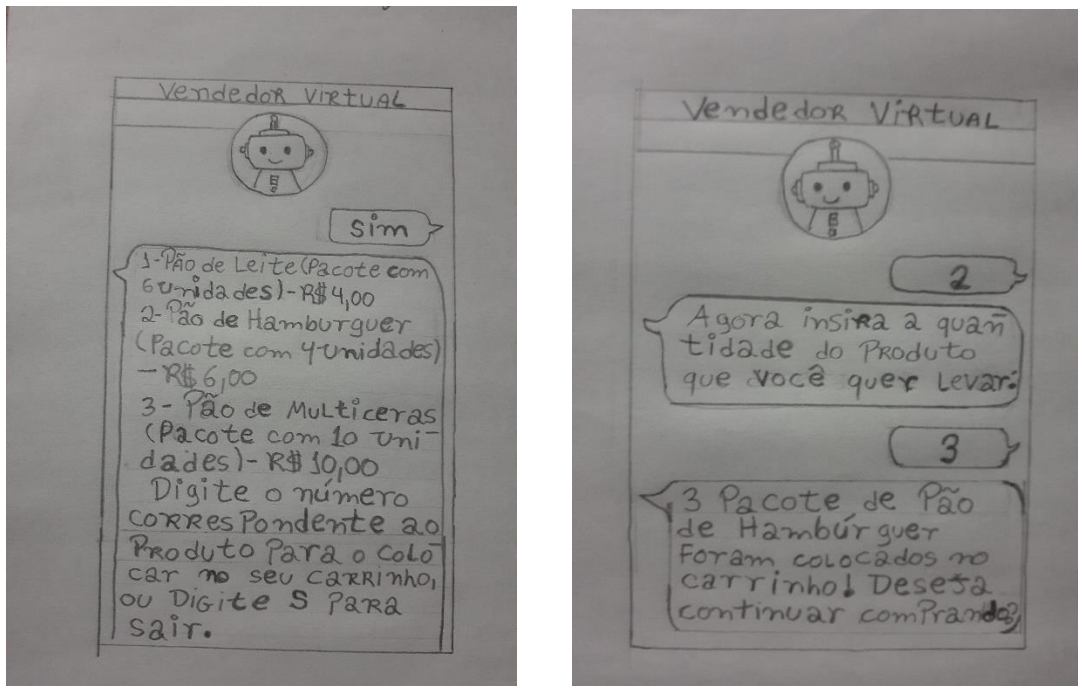 Vendedor Virtual
sim
1-Pão de Leite (Pacote com
6 unidades)-R$4,00
2-Pão de Hamburguer
(Pacote com 4 unidades)
-R$6,00
3- Pão de Multiceras
(Pacote com 10 uni-
dades)-R$10,00
Digite o número
correspondente ao
Produto Para o colo
car no seu carrinho,
ou Digite S Para
sair.
Vendedor Virtual
2
Agora insira a quan
tidade do Produto
que você quer Levar:
3
3 Pacote de Pão
de Hambúrguer
Foram colocados no
carrinho! Deseja
continuar comPrando?